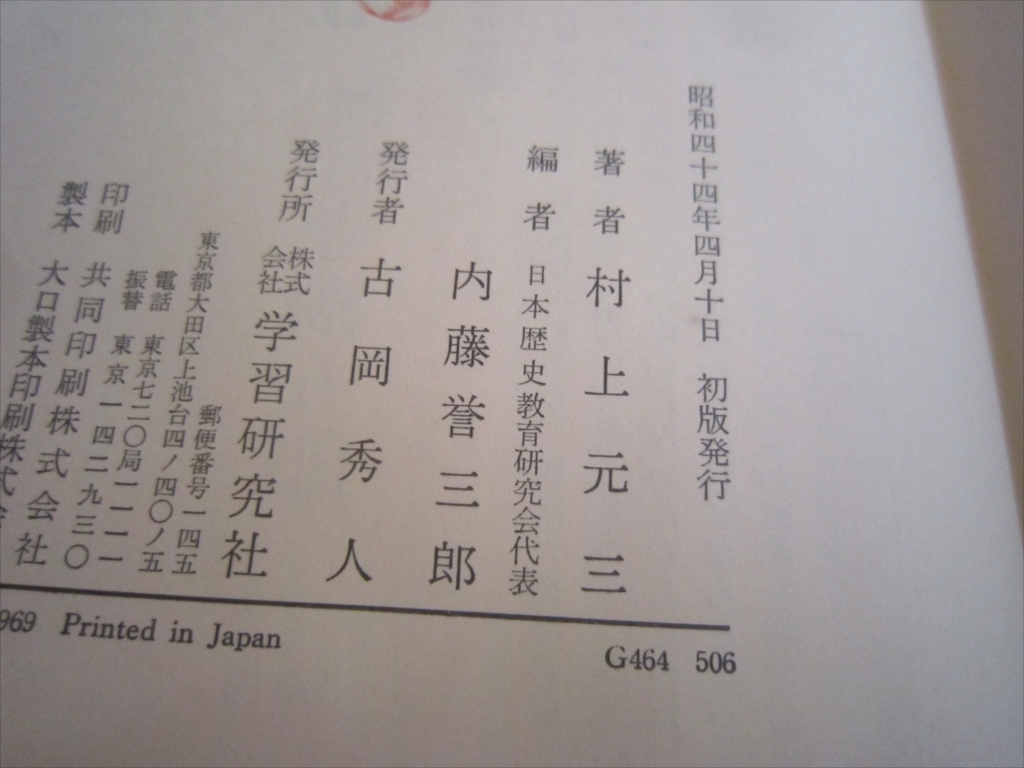 昭和四十四年四月十日 初版発行
著者 村上元三
編者 日本歴史教育研究会代表
内藤誉三郎
発行者 古岡秀人
発行所 株式会社 学習研究社
東京都大田区上池台四ノ四〇ノ五
郵便番号一四五
電話 東京七二〇局一一一一
振替 東京一四二九三〇
印刷 共同印刷株式会社
製本 大口製本印刷株式会
969 Printed in Japan
G464 506